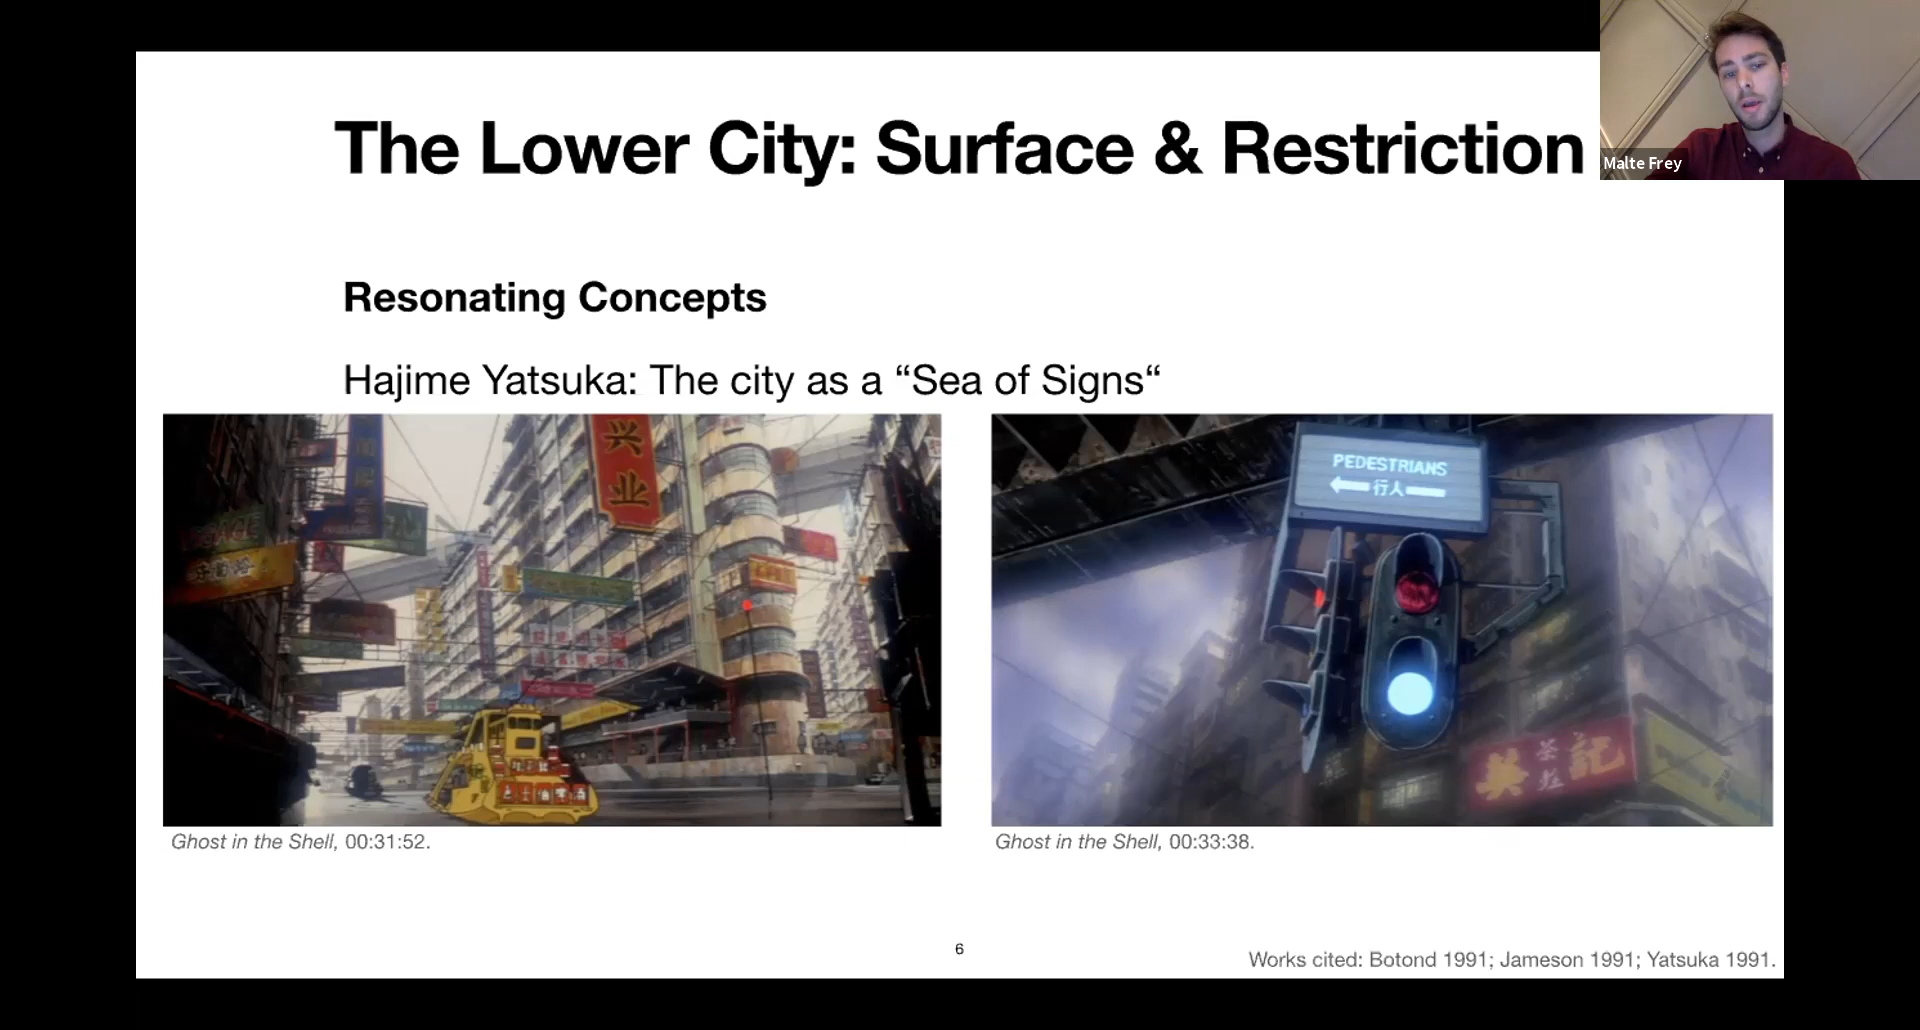 The Lower City: Surface & Restriction
Malte Frey
Resonating Concepts
Hajime Yatsuka: The city as a “Sea of Signs“
兴
业
PEDESTRIANS
行人
記
Ghost in the Shell, 00:31:52.
Ghost in the Shell, 00:33:38.
6
Works cited: Botond 1991; Jameson 1991; Yatsuka 1991.